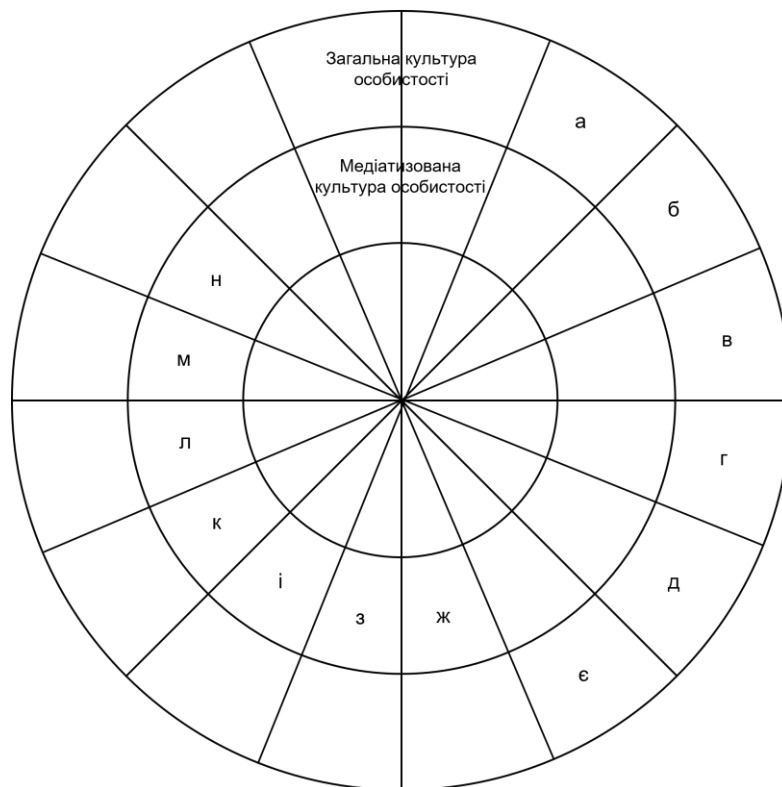 Загальна культура
особистості
а
Медіатизована
культура особистості
б
н
в
м
л
г
к
і
д
з
ж
є